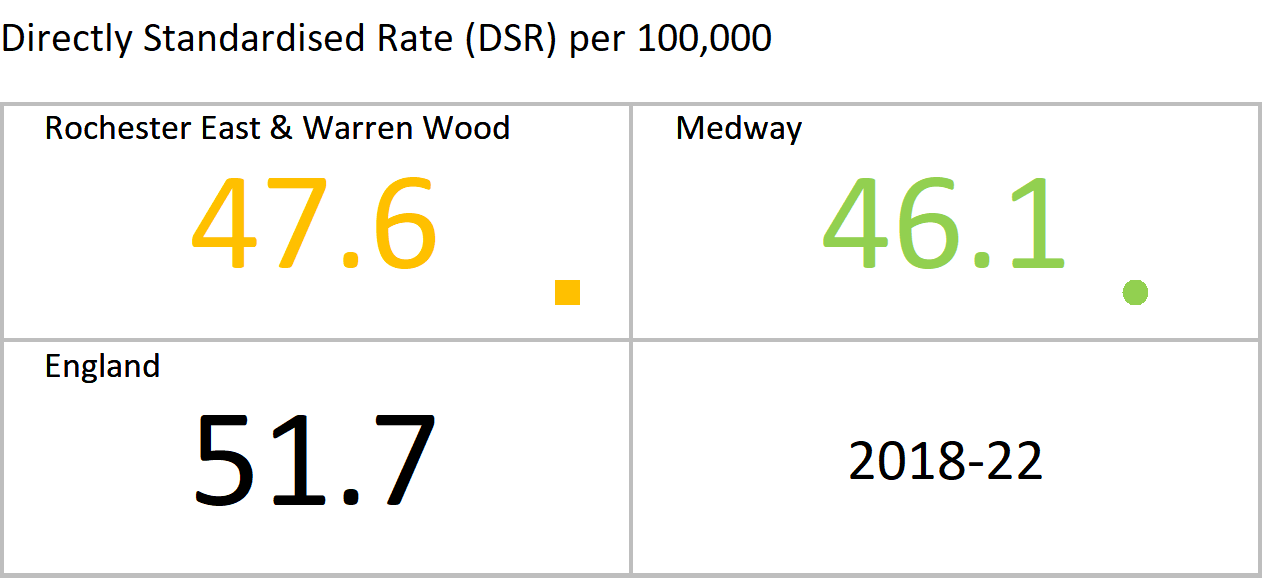 Directly Standardised Rate (DSR) per 100,000
Rochester East & Warren Wood
47.6
Medway
46.1
England
51.7
2018-22